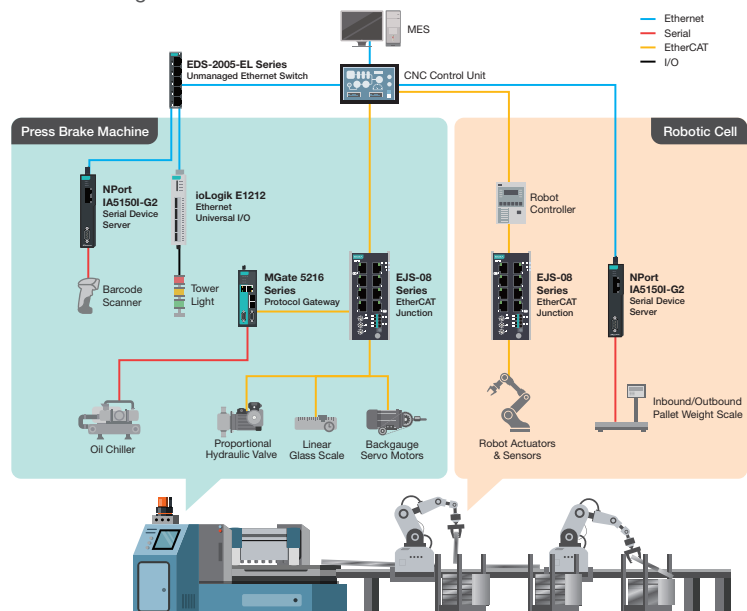 MES
Ethernet
Serial
EtherCAT
I/O
EDS-2005-EL Series
Unmanaged Ethernet Switch
CNC Control Unit
Press Brake Machine
Robotic Cell
NPort
IA5150I-G2
Serial Device
Server
ioLogik E1212
Ethernet
Universal I/O
Robot
Controller
Barcode
Scanner
Tower
Light
MGate 5216
Series
Protocol Gateway
EJS-08
Series
EtherCAT
Junction
EJS-08
Series
EtherCAT
Junction
NPort
IA5150I-G2
Serial Device
Server
Oil Chiller
Proportional
Hydraulic Valve
Linear
Glass Scale
Backgauge
Servo Motors
Robot Actuators
& Sensors
Inbound/Outbound
Pallet Weight Scale